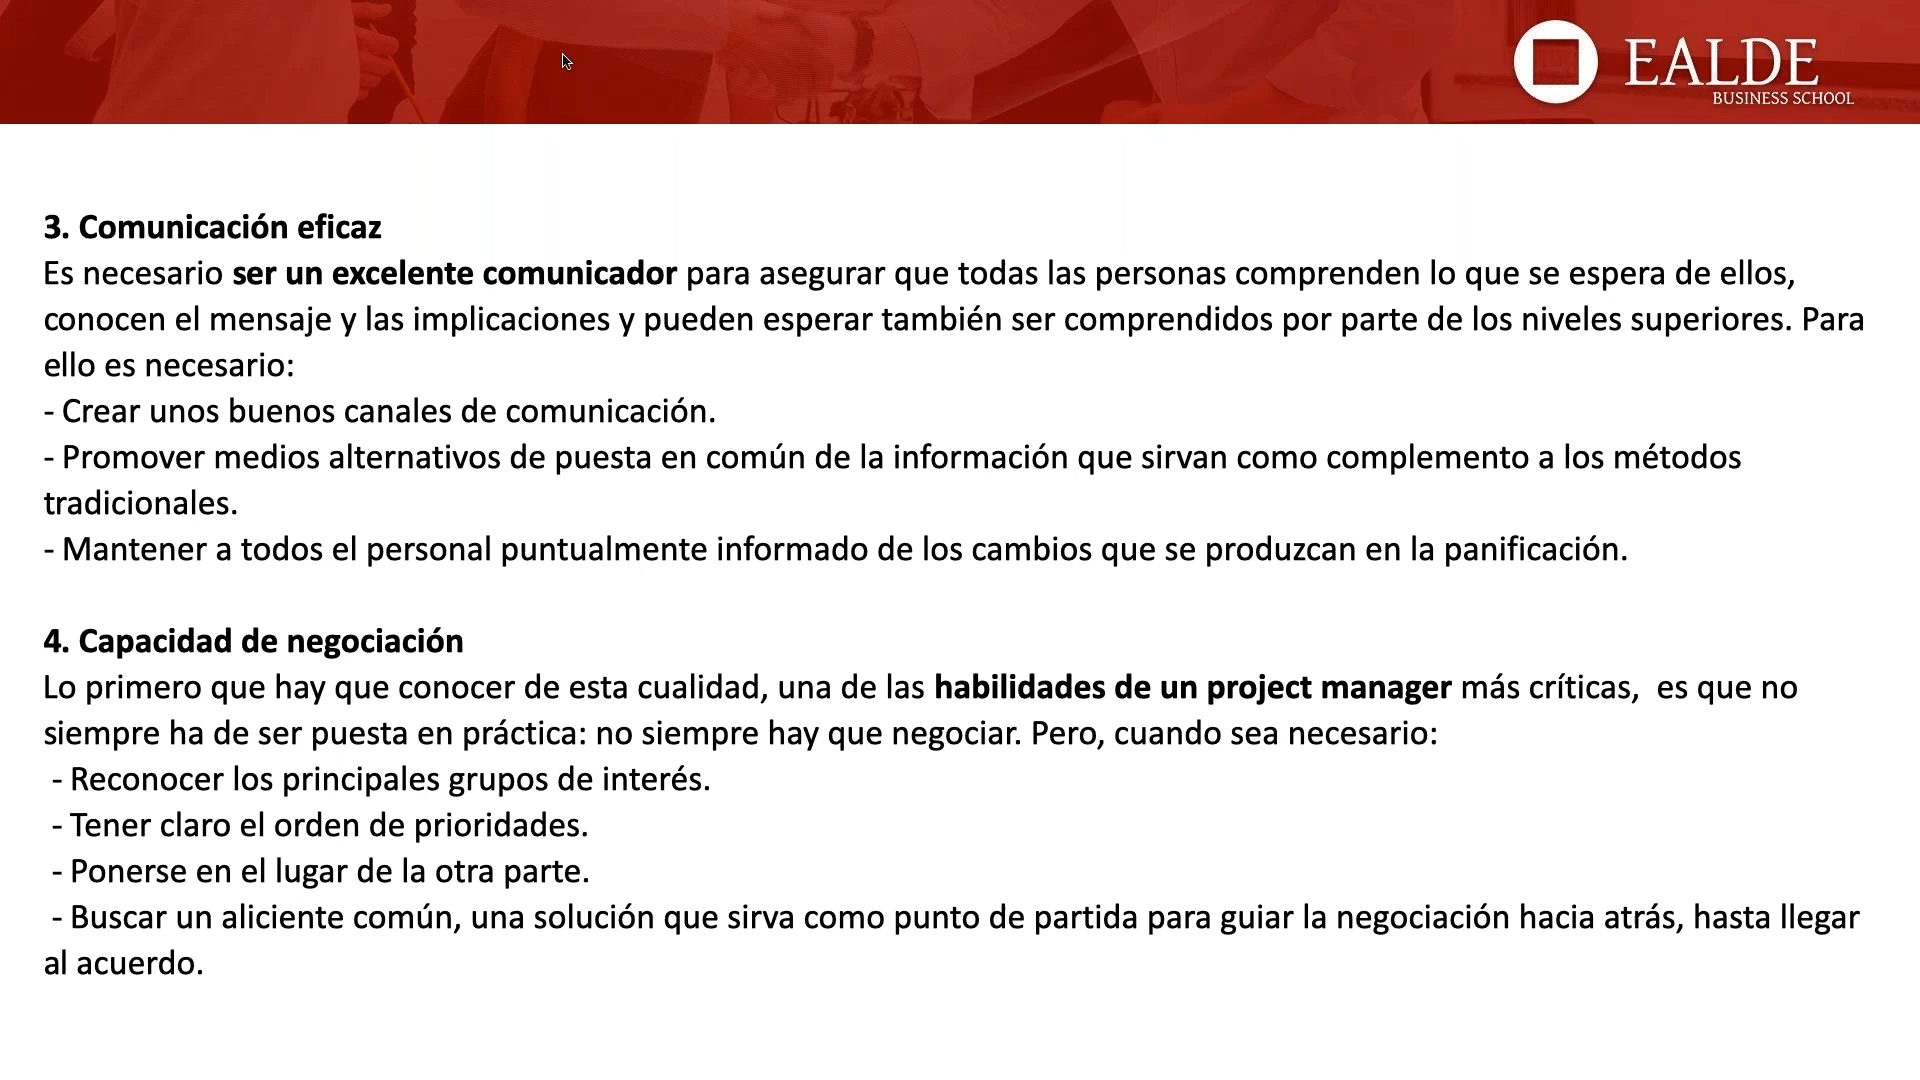 EALDE
BUSINESS SCHOOL
3. Comunicación eficaz
Es necesario ser un excelente comunicador para asegurar que todas las personas comprenden lo que se espera de ellos,
conocen el mensaje y las implicaciones y pueden esperar también ser comprendidos por parte de los niveles superiores. Para
ello es necesario:
- Crear unos buenos canales de comunicación.
- Promover medios alternativos de puesta en común de la información que sirvan como complemento a los métodos
tradicionales.
- Mantener a todos el personal puntualmente informado de los cambios que se produzcan en la panificación.
4. Capacidad de negociación
Lo primero que hay que conocer de esta cualidad, una de las habilidades de un project manager más críticas,  es que no
siempre ha de ser puesta en práctica: no siempre hay que negociar. Pero, cuando sea necesario:
- Reconocer los principales grupos de interés.
- Tener claro el orden de prioridades.
- Ponerse en el lugar de la otra parte.
- Buscar un aliciente común, una solución que sirva como punto de partida para guiar la negociación hacia atrás, hasta llegar
al acuerdo.